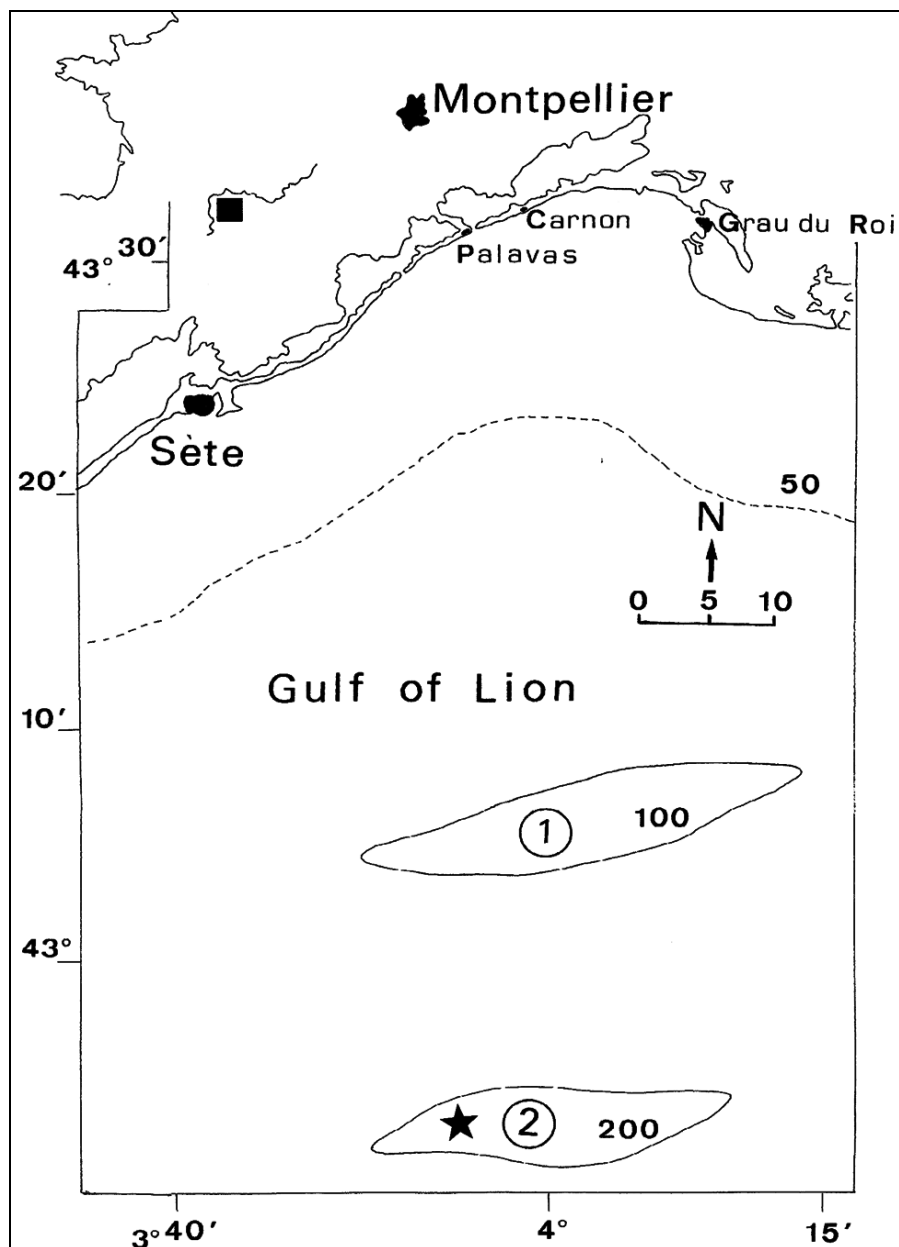 Montpellier
Carnon
Grau du Roi
Palavas
43° 30′
Sète
20′
50
N
0 5 10
Gulf of Lion
10′
100
1
43°
2
200
3° 40′
4°
15′